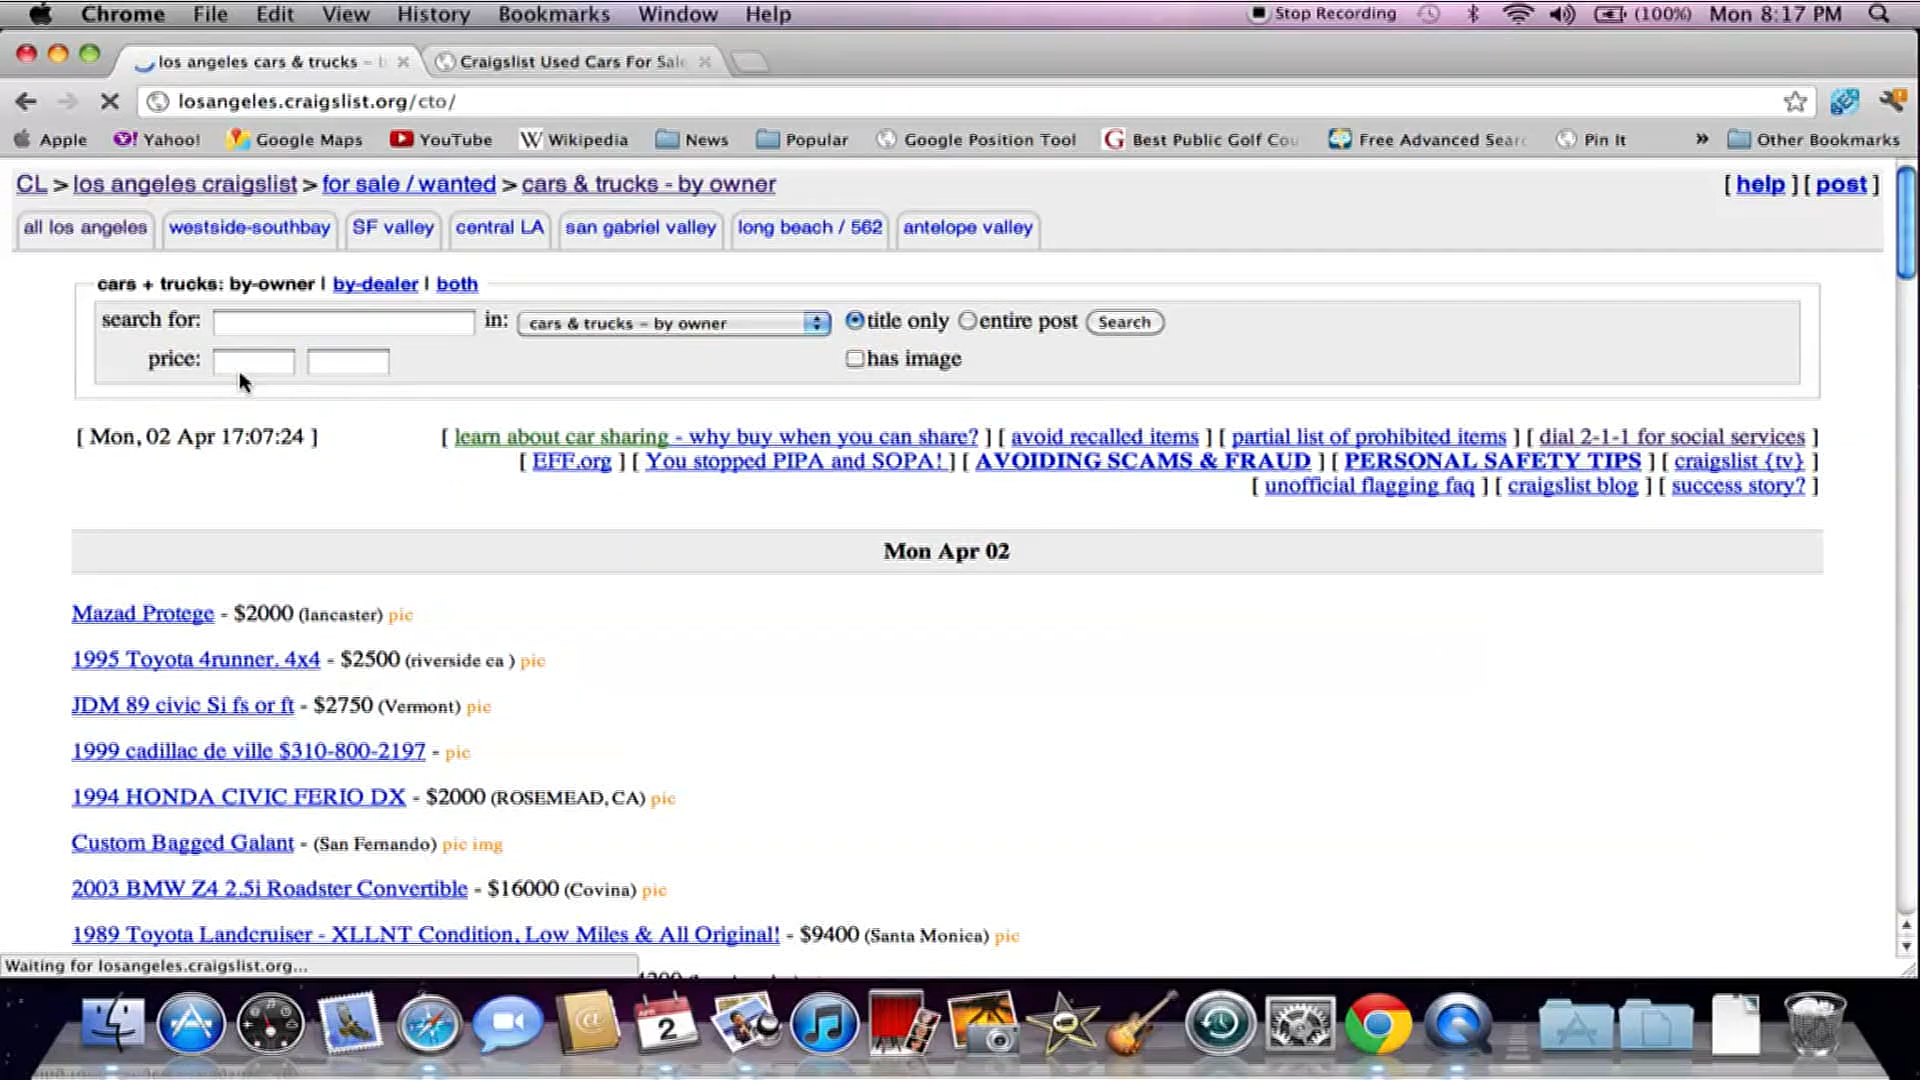 Chrome File Edit View History Bookmarks Window Help Stop Recording (100%) Mon 8:17 PM
los angeles cars & trucks – b Craigslist Used Cars For Sale
losangeles.craigslist.org/cto/
Apple Yahoo! Google Maps YouTube Wikipedia News Popular Google Position Tool Best Public Golf Cou Free Advanced Searc Pin It » Other Bookmarks
CL > los angeles craigslist > for sale / wanted > cars & trucks - by owner [ help ] [ post ]
all los angeles westside-southbay SF valley central LA san gabriel valley long beach / 562 antelope valley
cars + trucks: by-owner | by-dealer | both
search for: in: cars & trucks – by owner title only entire post Search
price: has image
[ Mon, 02 Apr 17:07:24 ] [ learn about car sharing - why buy when you can share? ] [ avoid recalled items ] [ partial list of prohibited items ] [ dial 2-1-1 for social services ]
[ EFF.org ] [ You stopped PIPA and SOPA! ] [ AVOIDING SCAMS & FRAUD ] [ PERSONAL SAFETY TIPS ] [ craigslist {tv} ]
[ unofficial flagging faq ] [ craigslist blog ] [ success story? ]
Mon Apr 02
Mazad Protege - $2000 (lancaster) pic
1995 Toyota 4runner. 4x4 - $2500 (riverside ca ) pic
JDM 89 civic Si fs or ft - $2750 (Vermont) pic
1999 cadillac de ville $310-800-2197 - pic
1994 HONDA CIVIC FERIO DX - $2000 (ROSEMEAD, CA) pic
Custom Bagged Galant - (San Fernando) pic img
2003 BMW Z4 2.5i Roadster Convertible - $16000 (Covina) pic
1989 Toyota Landcruiser - XLLNT Condition, Low Miles & All Original! - $9400 (Santa Monica) pic
Waiting for losangeles.craigslist.org...
APR
2